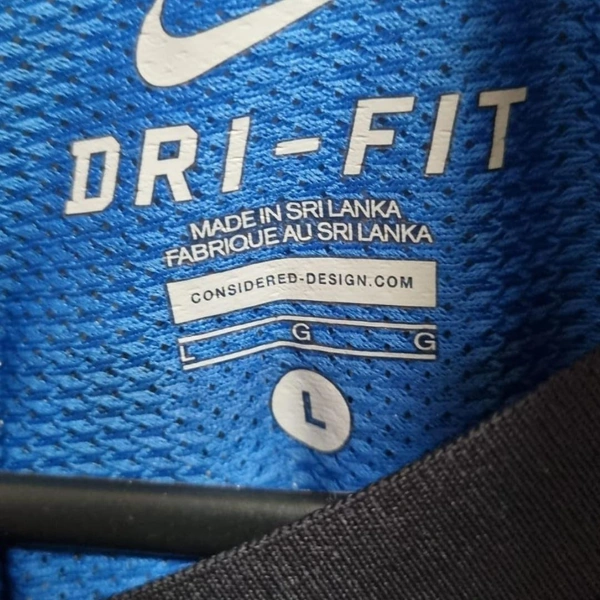 DRI-FIT
MADE IN SRI LANKA
FABRIQUE AU SRI LANKA
CONSIDERED-DESIGN.COM
L G G
L